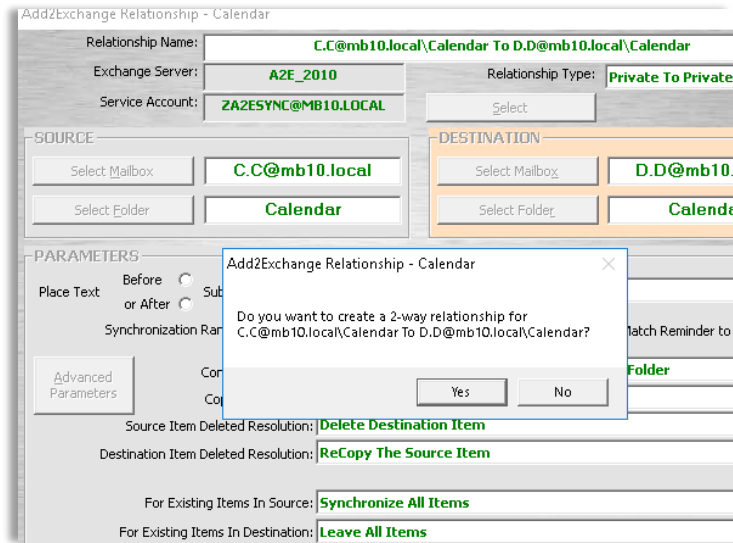 Add2Exchange Relationship - Calendar
Relationship Name: C.C@mb10.local\Calendar To D.D@mb10.local\Calendar
Exchange Server: A2E_2010 Relationship Type: Private To Private
Service Account: ZA2ESYNC@MB10.LOCAL Select
SOURCE DESTINATION
Select Mailbox C.C@mb10.local Select Mailbox D.D@mb10.
Select Folder Calendar Select Folder
PARAMETERS
Place Text Before
or After
Add2Exchange Relationship - Calendar
Do you want to create a 2-way relationship for
C.C@mb10.local\Calendar To D.D@mb10.local\Calendar?
Yes No
Synchronization Match Reminder to
Advanced
Parameters
Folder
Source Item Deleted Resolution: Delete Destination Item
Destination Item Deleted Resolution: ReCopy The Source Item
For Existing Items In Source: Synchronize All Items
For Existing Items In Destination: Leave All Items